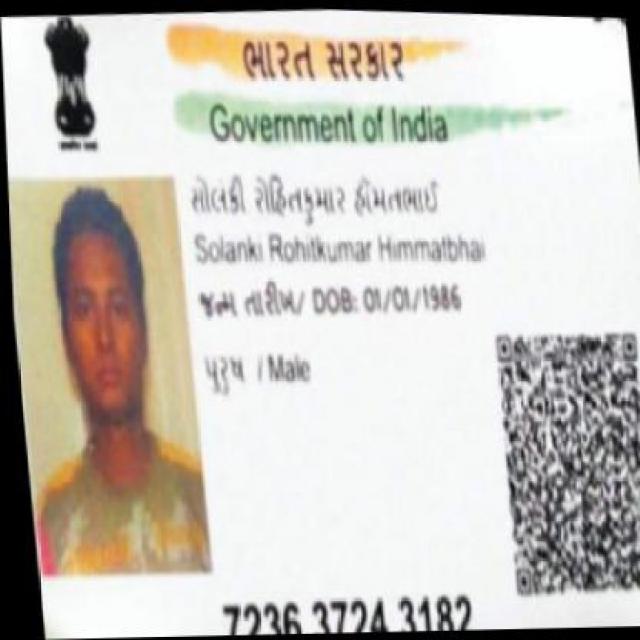 ભારત સરકાર
Government of India
સોલંકી રોહિતકુમાર હીંમતભાઈ
Solanki Rohitkumar Himmatbhai
જન્મ તારીખ/ DOB: 01/01/1986
પુરુષ / Male
7236 3724 3182